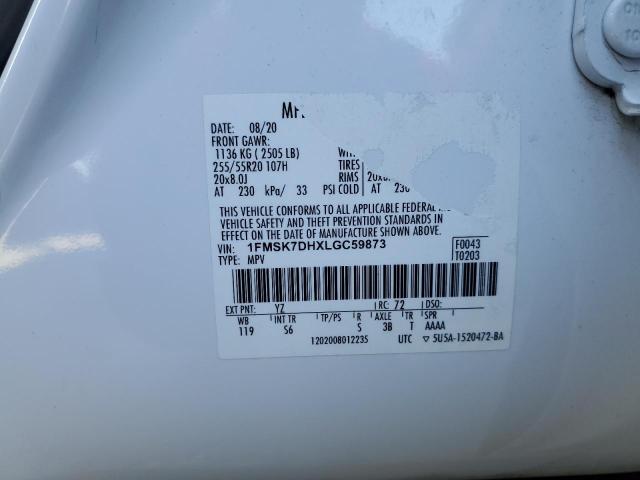 DATE: 08/20
FRONT GAWR:
1136 KG ( 2505 LB)
255/55R20 107H TIRES
20x8.0J RIMS
AT 230 kPa/ 33 PSI COLD AT 230
THIS VEHICLE CONFORMS TO ALL APPLICABLE FEDERAL
VEHICLE SAFETY AND THEFT PREVENTION STANDARDS IN
EFFECT ON THE DATE OF MANUFACTURE SHOWN ABOVE.
VIN: 1FMSK7DHXLGC59873 F0043
TYPE: MPV T0203
EXT PNT: YZ RC: 72 DSO:
WB INT TR TP/PS R AXLE TR SPR
119 S6 S 3B T AAAA
1202008012235 UTC ▽ 5U5A-1520472-BA